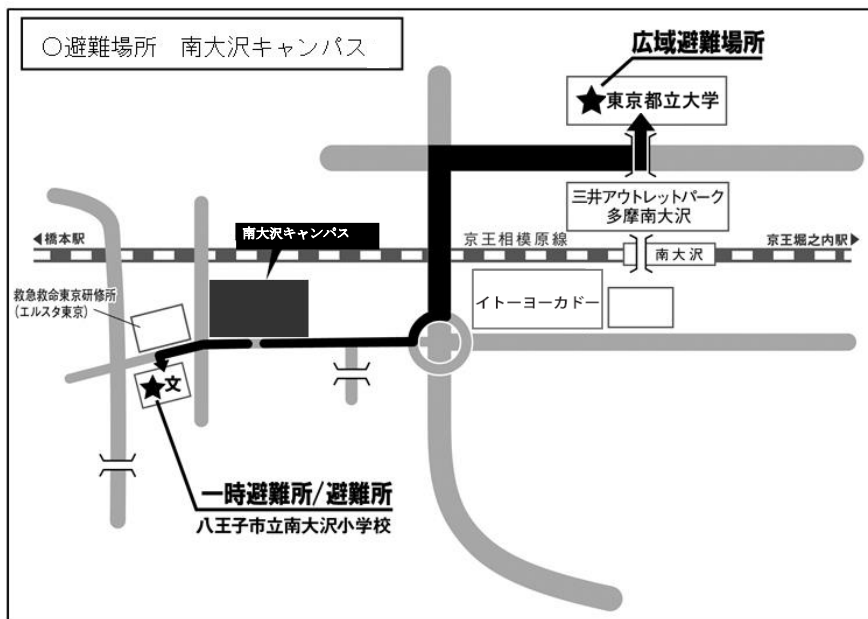 ○避難場所　南大沢キャンパス
広域避難場所
★東京都立大学
三井アウトレットパーク
多摩南大沢
南大沢キャンパス
◀橋本駅
京王相模原線
京王堀之内駅▶
南大沢
救急救命東京研修所
(エルスタ東京)
イトーヨーカドー
★文
一時避難所/避難所
八王子市立南大沢小学校